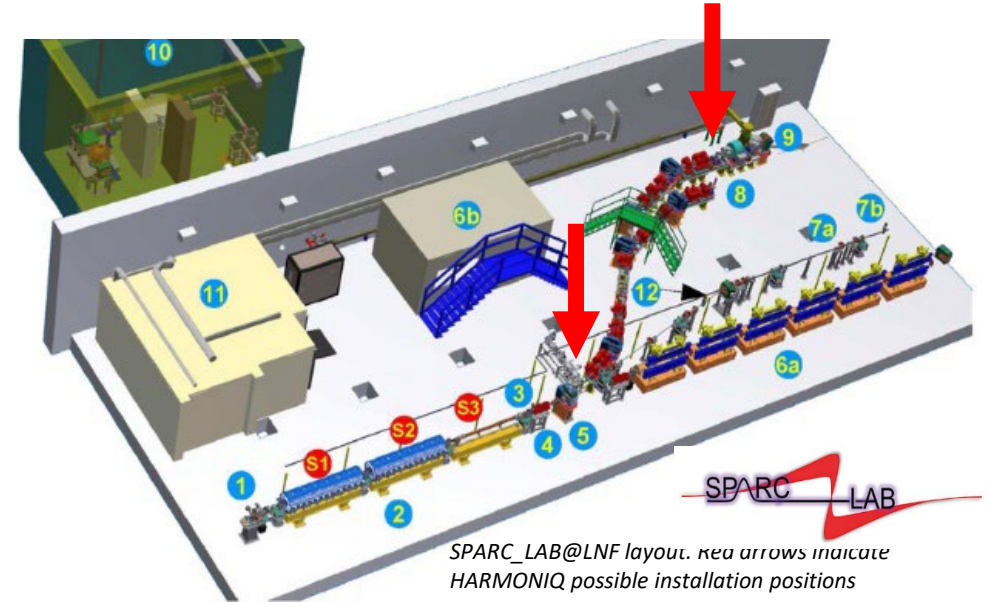 10
9
8
6b
7b
7a
11
12
3
6a
S3
S2
5
4
S1
1
2
SPARC
LAB
SPARC_LAB@LNF layout. Red arrows indicate
HARMONIQ possible installation positions